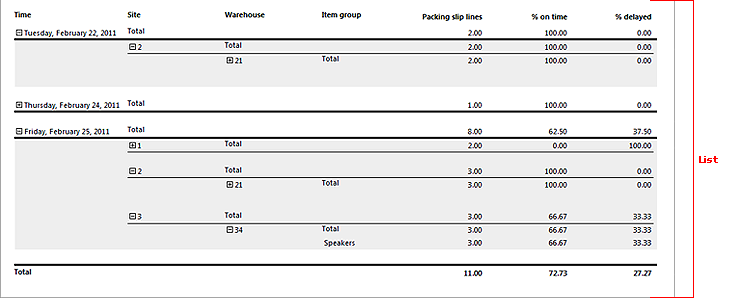 Time Site Warehouse Item group Packing slip lines % on time % delayed
Tuesday, February 22, 2011 Total 2.00 100.00 0.00
2 Total 2.00 100.00 0.00
21 Total 2.00 100.00 0.00
Thursday, February 24, 2011 Total 1.00 100.00 0.00
Friday, February 25, 2011 Total 8.00 62.50 37.50
1 Total 2.00 0.00 100.00
List
2 Total 3.00 100.00 0.00
21 Total 3.00 100.00 0.00
3 Total 3.00 66.67 33.33
34 Total 3.00 66.67 33.33
Speakers 3.00 66.67 33.33
Total 11.00 72.73 27.27